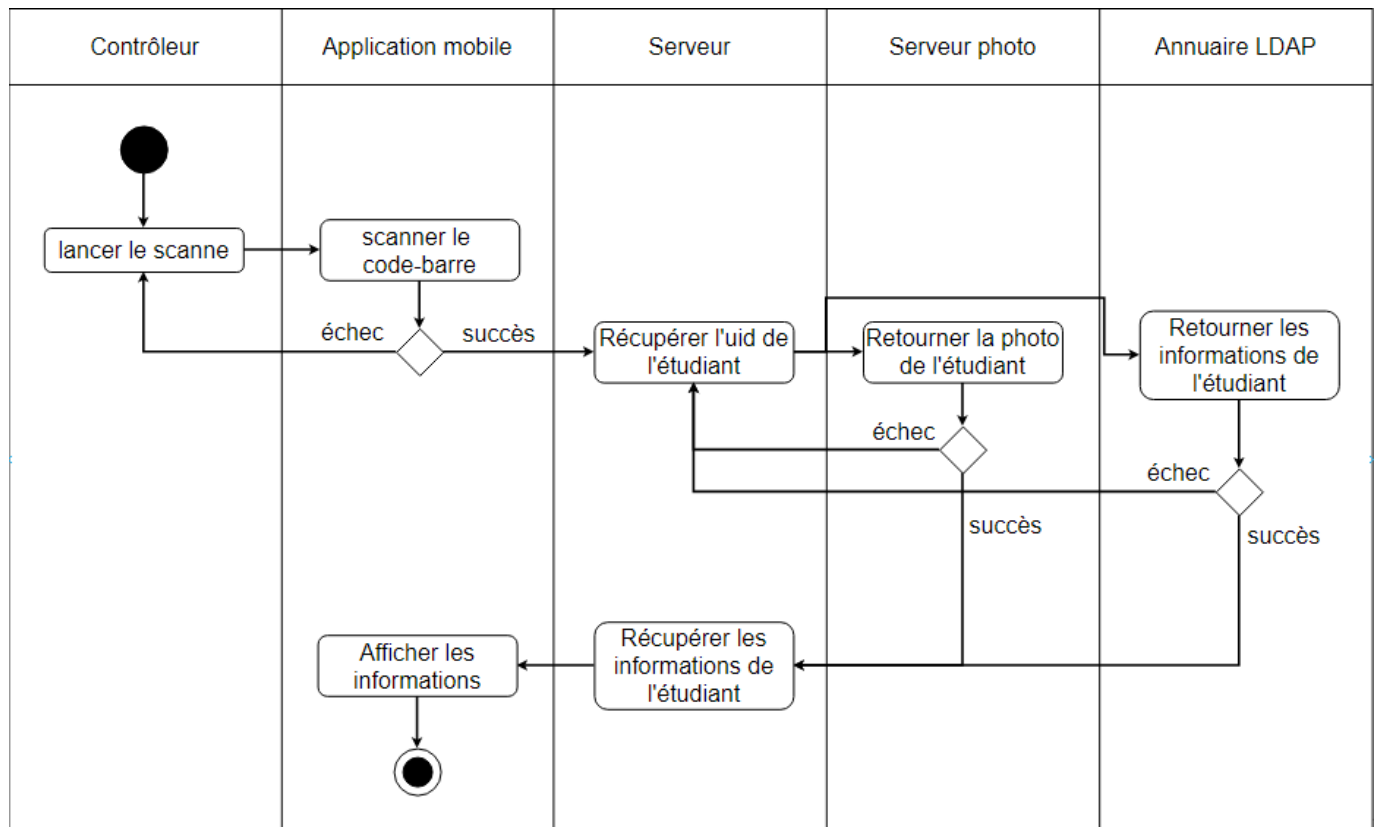 Contrôleur
Application mobile
Serveur
Serveur photo
Annuaire LDAP
lancer le scanne
scanner le
code-barre
échec
succès
Récupérer l'uid de
l'étudiant
Retourner la photo
de l'étudiant
Retourner les
informations de
l'étudiant
échec
échec
succès
succès
Afficher les
informations
Récupérer les
informations de
l'étudiant